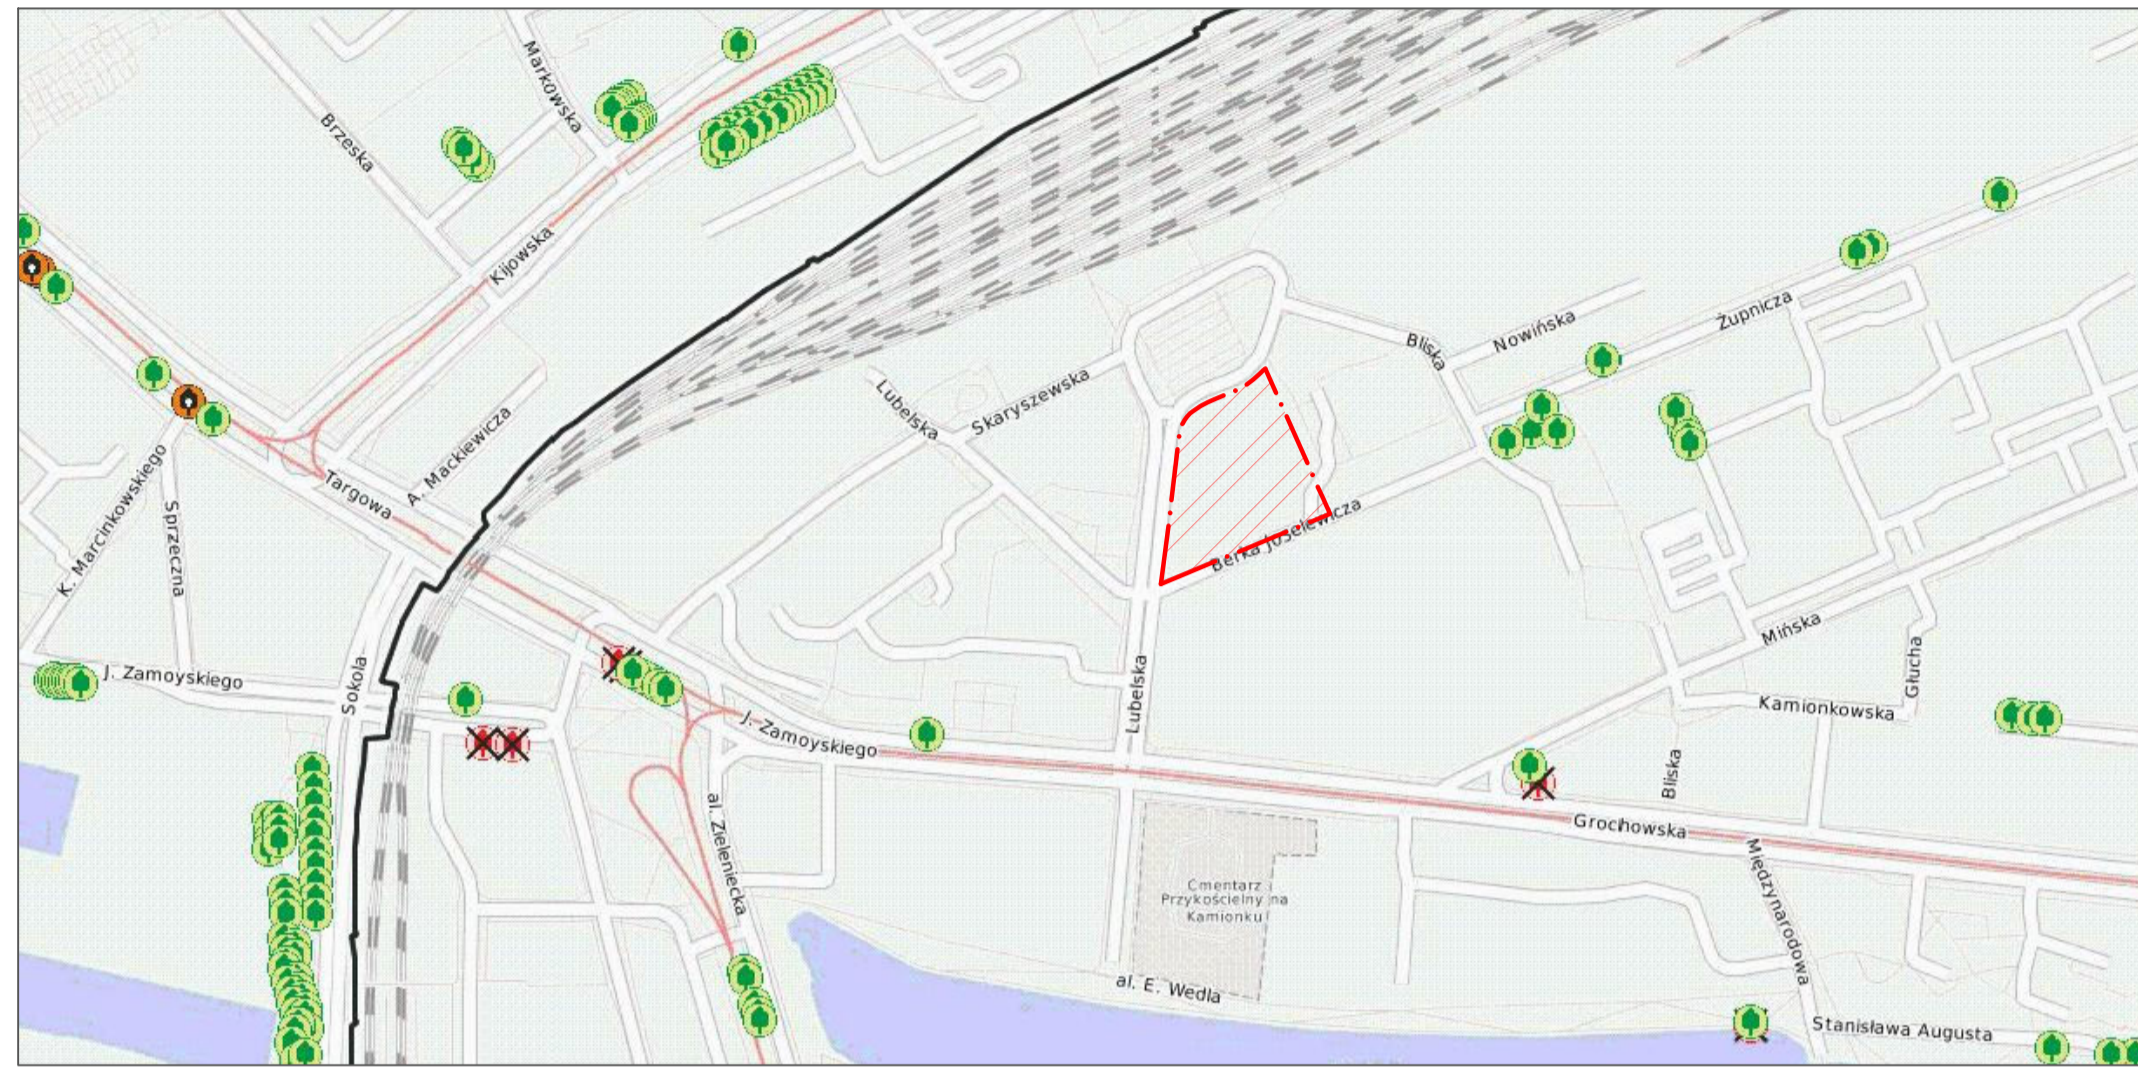 Markowska
Brzeska
Kijowska
Żupnicza
Nowińska
Bliska
Skaryszewska
Lubelska
A. Mackiewicza
Targowa
K. Marcinkowskiego
Sprzeczna
Berka Joselewicza
Mińska
Głucha
J. Zamoyskiego
Sokola
Lubelska
Kamionkowska
J. Zamoyskiego
Bliska
al. Zieleniecka
Grochowska
Międzynarodowa
Cmentarz
Przykościelny na
Kamionku
al. E. Wedla
Stanisława Augusta